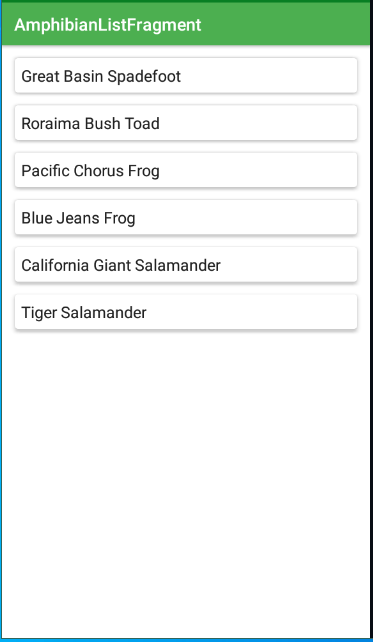 AmphibianListFragment
Great Basin Spadefoot
Roraima Bush Toad
Pacific Chorus Frog
Blue Jeans Frog
California Giant Salamander
Tiger Salamander